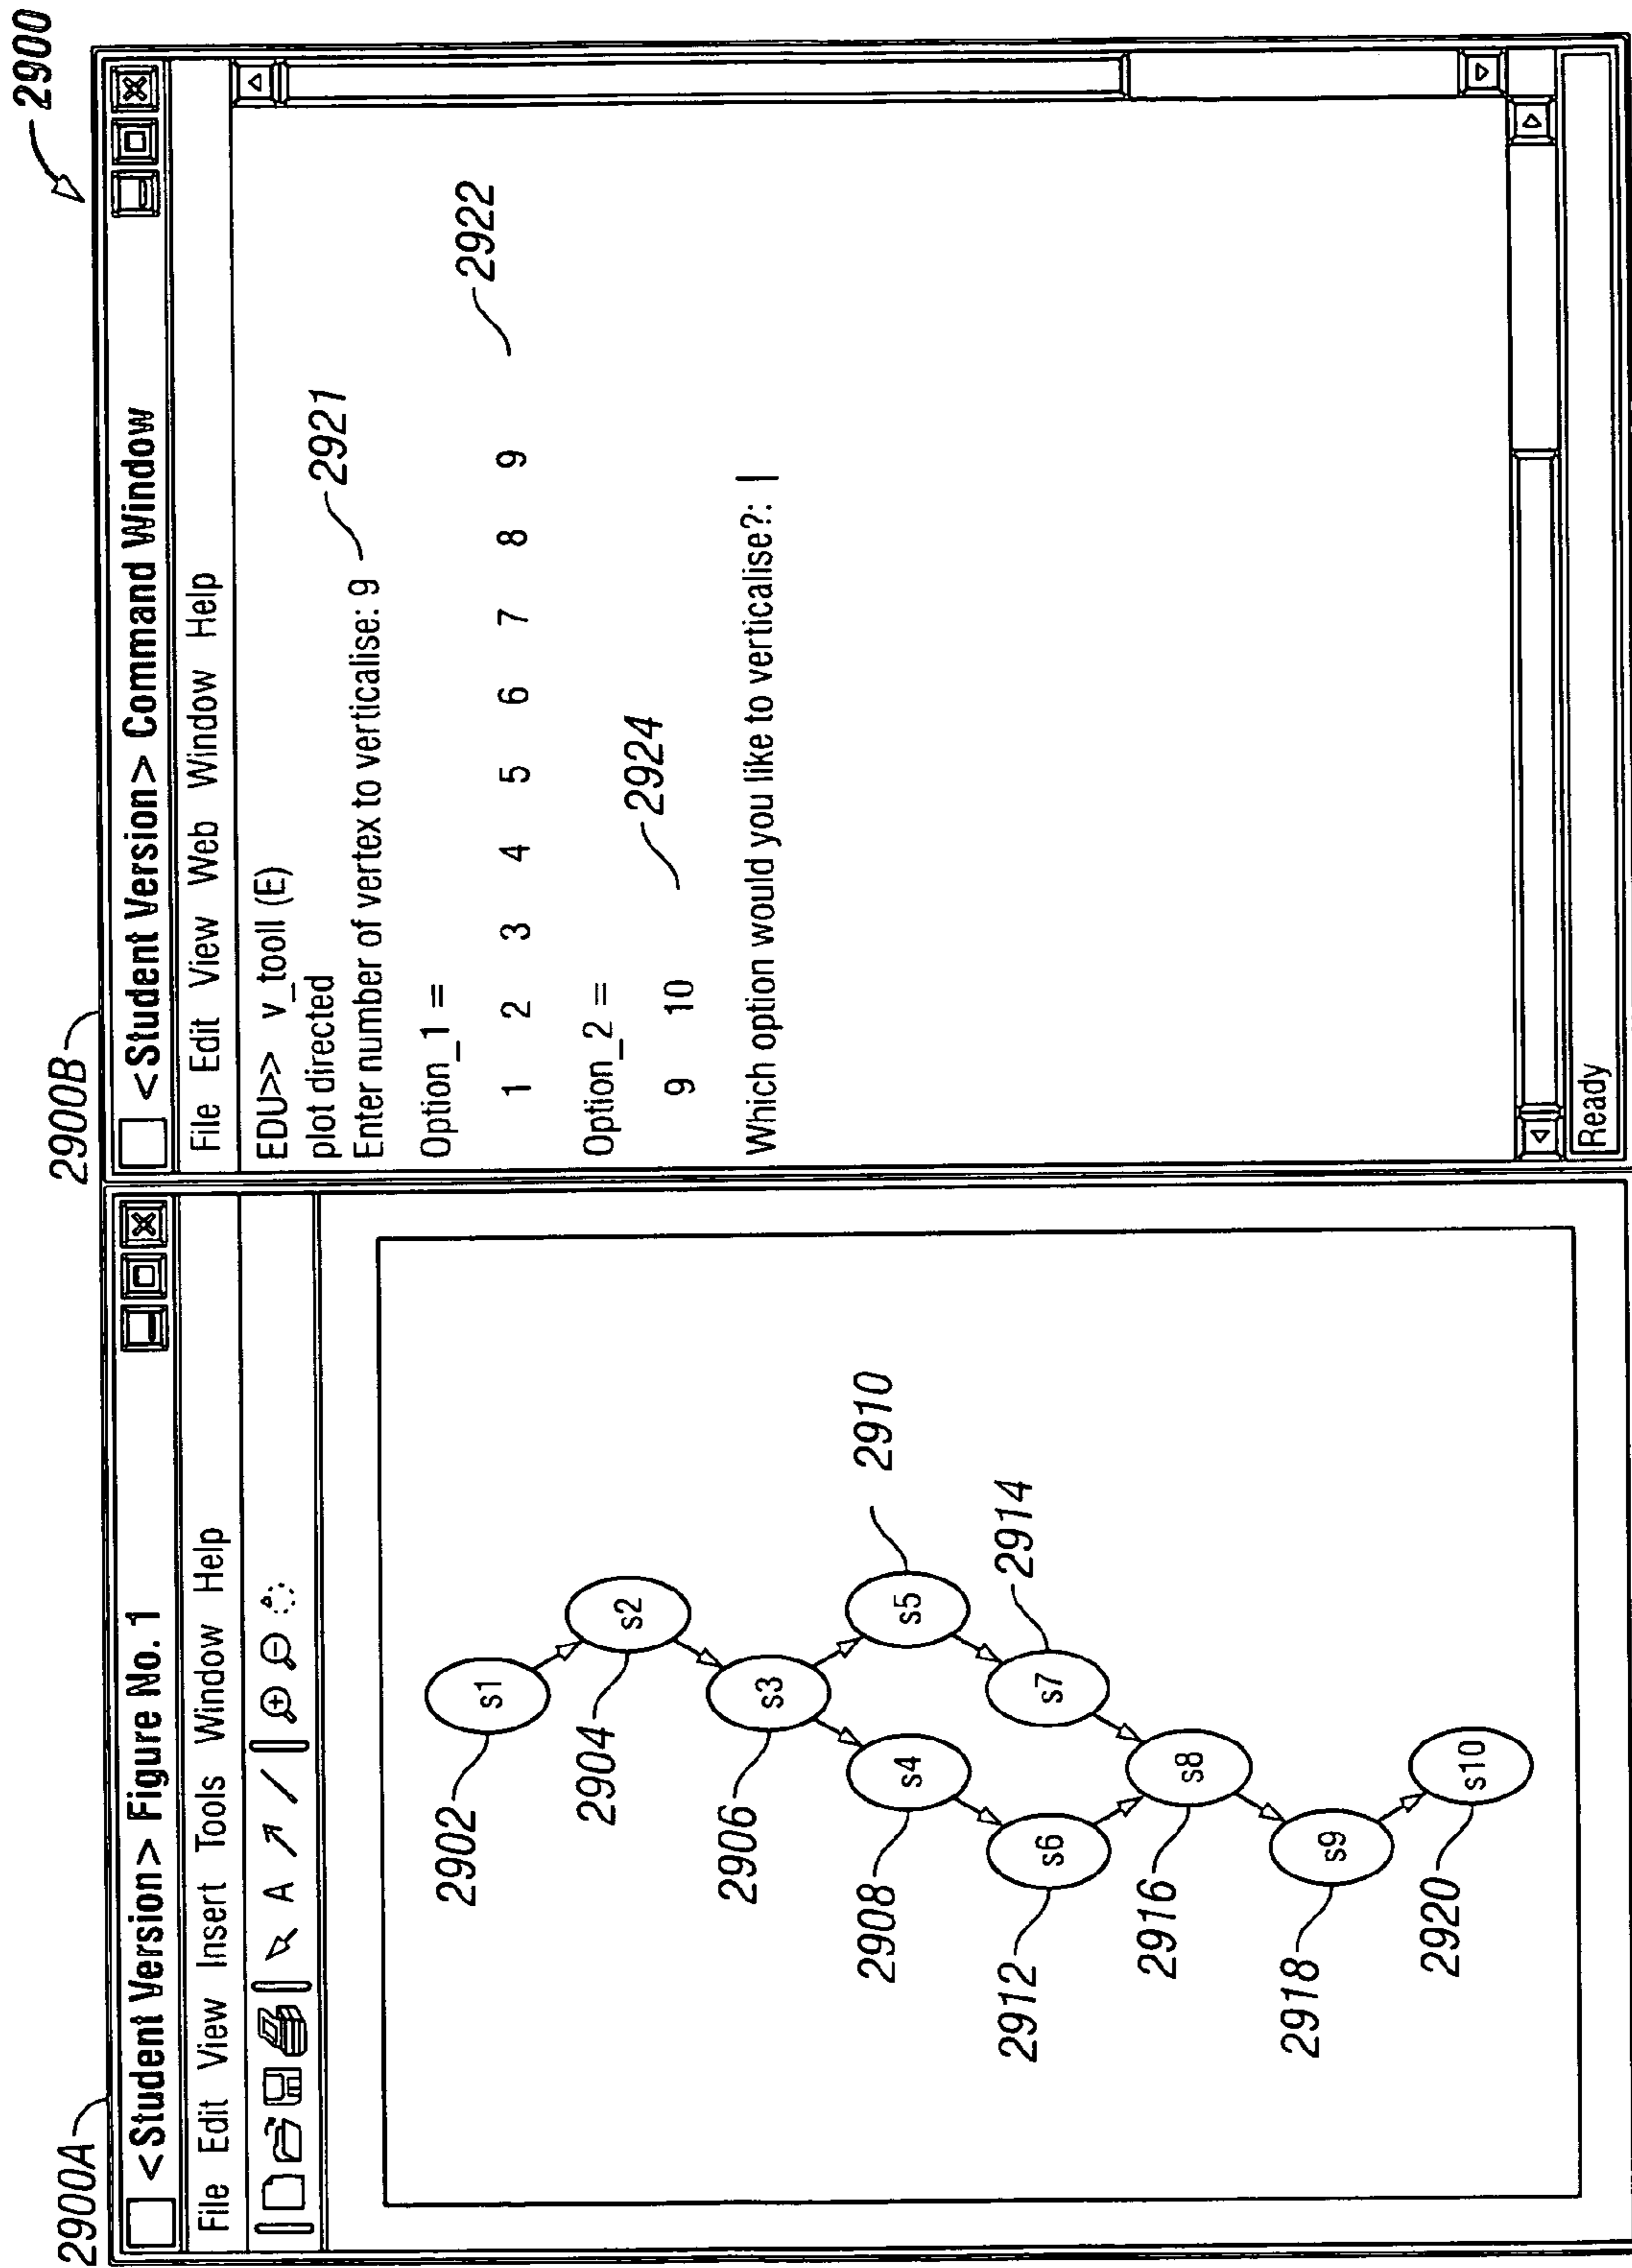 2900
2900A
<Student Version> Figure No. 1
File Edit View Insert Tools Window Help
A
2902
s1
s2
2904
2906
s3
2908
s4
s5
2910
2912
s6
s7
2914
2916
s8
2918
s9
2920
s10
2900B
<Student Version> Command Window
File Edit View Web Window Help
EDU>> v_tooll (E)
plot directed
Enter number of vertex to verticalise: 9
2921
Option_1 =
1 2 3 4 5 6 7 8 9
2922
Option_2 =
9 10
2924
Which option would you like to verticalise?: |
Ready